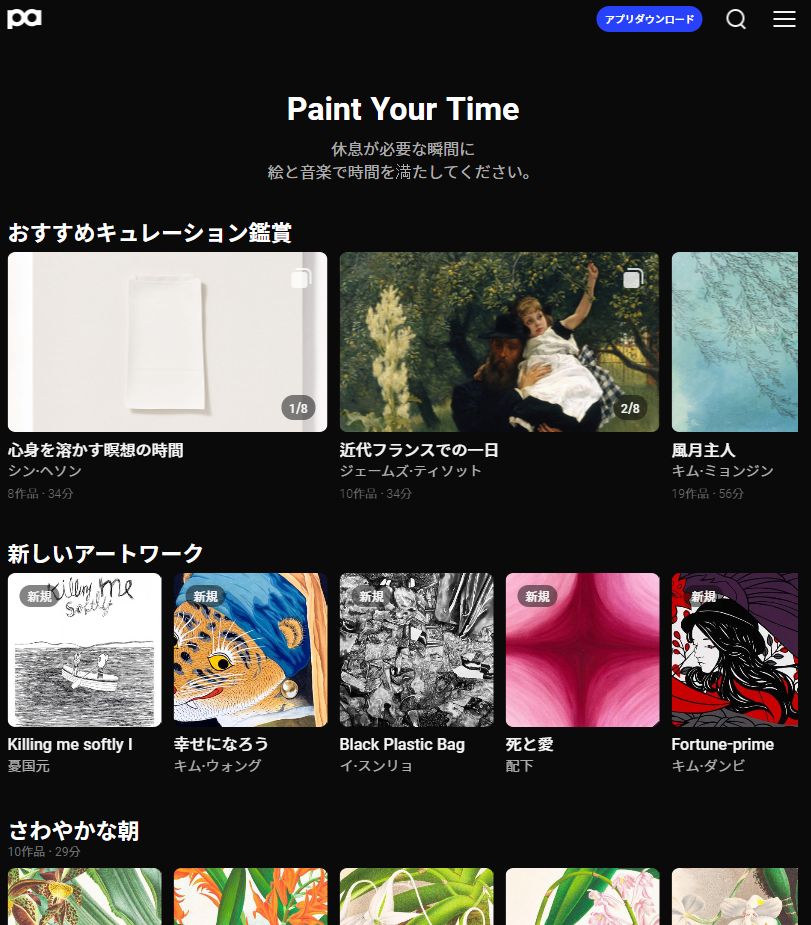 pa
アプリダウンロード
Paint Your Time
休息が必要な瞬間に
絵と音楽で時間を満たしてください。
おすすめキュレーション鑑賞
1/8
2/8
心身を溶かす瞑想の時間
近代フランスでの一日
風月主人
シン·ヘソン
ジェームズ·ティソット
キム·ミョンジン
8作品 · 34分
10作品 · 34分
19作品 · 56分
新しいアートワーク
Killing me Softly
新規
新規
新規
新規
新規
Killing me softly I
幸せになろう
Black Plastic Bag
死と愛
Fortune-prime
憂国元
キム·ウォング
イ·スンリョ
配下
キム·ダンビ
さわやかな朝
10作品 · 29分